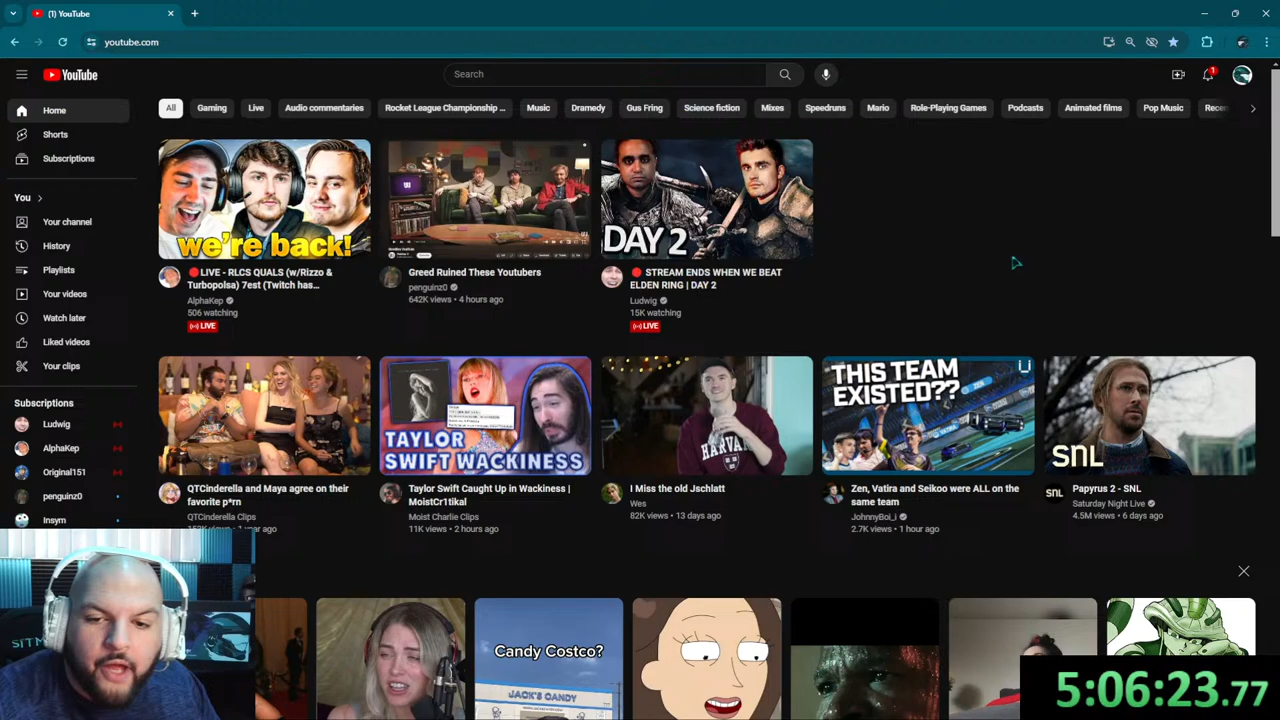 (1) YouTube
youtube.com
YouTube
Search
1
Home
Shorts
Subscriptions
You
Your channel
History
Playlists
Your videos
Watch later
Liked videos
Your clips
Subscriptions
Ludwig
AlphaKep
Original151
penguinz0
Insym
All
Gaming
Live
Audio commentaries
Rocket League Championship ...
Music
Dramedy
Gus Fring
Science fiction
Mixes
Speedruns
Mario
Role-Playing Games
Podcasts
Animated films
Pop Music
we're back!
LIVE - RLCS QUALS (w/Rizzo &
Turbopolsa) 7est (Twitch has...
AlphaKep
506 watching
LIVE
Greed Ruined These Youtubers
penguinz0
642K views • 4 hours ago
DAY 2
STREAM ENDS WHEN WE BEAT
ELDEN RING | DAY 2
Ludwig
15K watching
LIVE
QTCinderella and Maya agree on their
favorite p*rn
QTCinderella Clips
TAYLOR
SWIFT WACKINESS
Taylor Swift Caught Up in Wackiness |
MoistCr1tikal
Moist Charlie Clips
11K views • 2 hours ago
HARVARD
I Miss the old Jschlatt
Wes
82K views • 13 days ago
THIS TEAM
EXISTED??
Zen, Vatira and Seikoo were ALL on the
same team
JohnnyBoi_i
2.7K views • 1 hour ago
SNL
SNL
Papyrus 2 - SNL
Saturday Night Live
4.5M views • 6 days ago
Candy Costco?
JACK'S CANDY
5:06:23.77